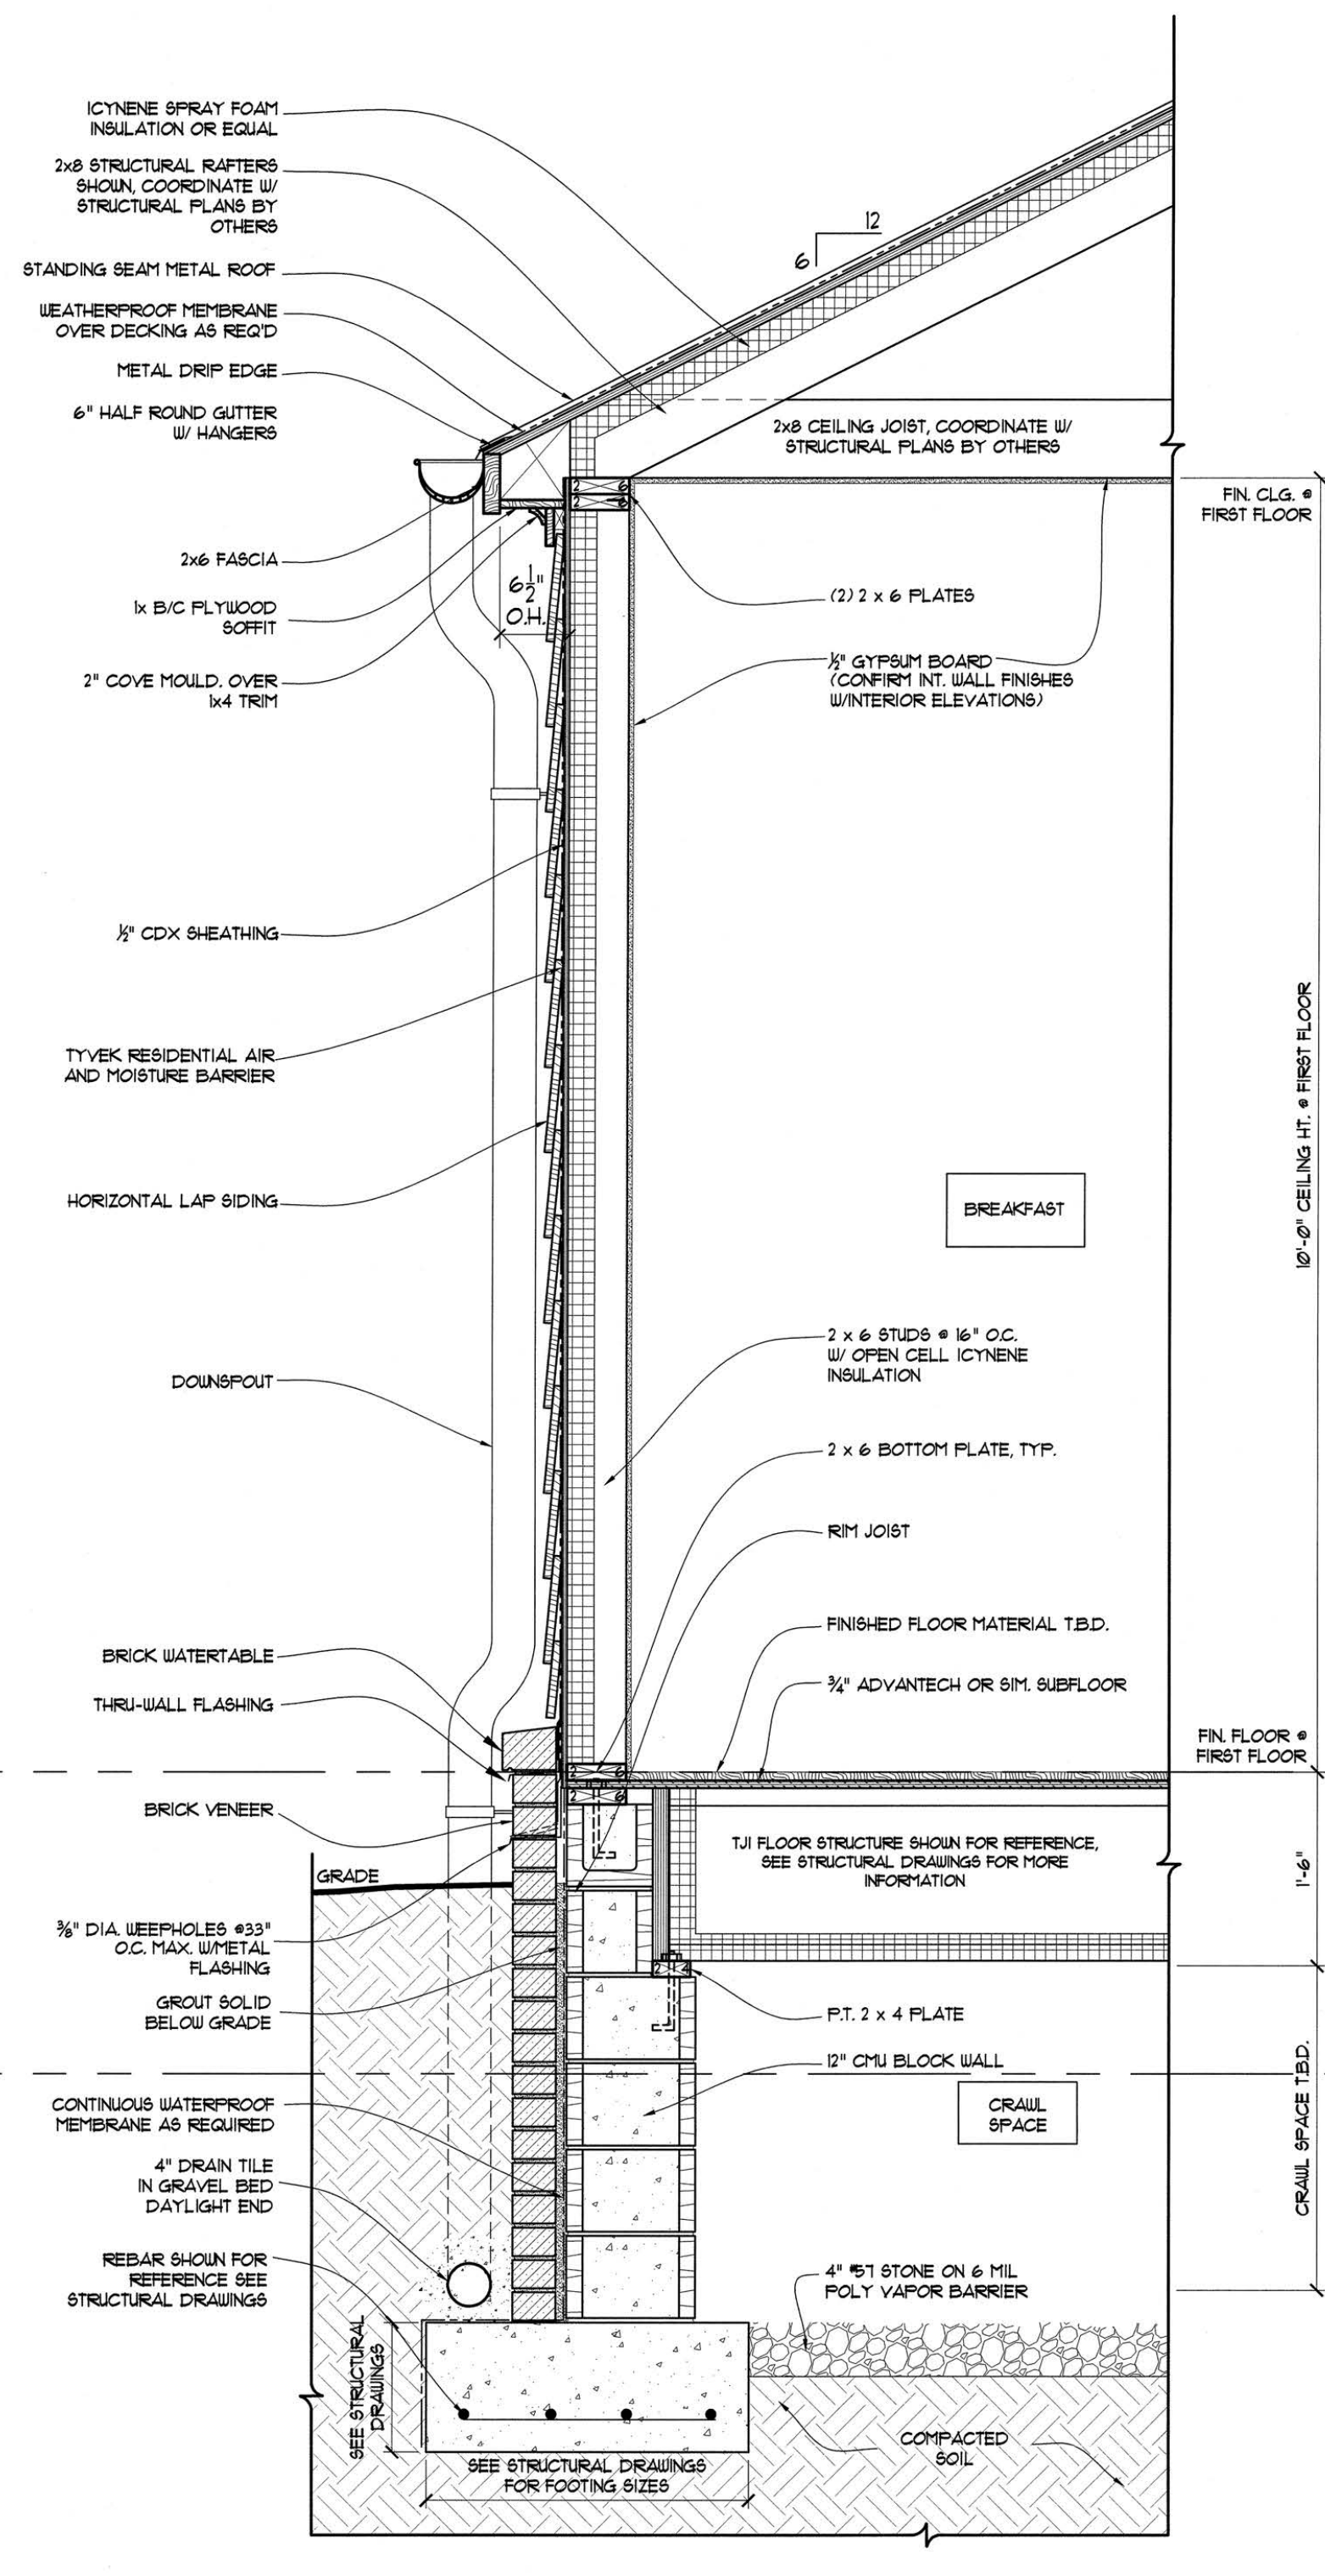 ICYNENE SPRAY FOAM
INSULATION OR EQUAL
2x8 STRUCTURAL RAFTERS
SHOWN, COORDINATE W/
STRUCTURAL PLANS BY
OTHERS
STANDING SEAM METAL ROOF
WEATHERPROOF MEMBRANE
OVER DECKING AS REQ'D
METAL DRIP EDGE
6" HALF ROUND GUTTER
W/ HANGERS
12
6
2x8 CEILING JOIST, COORDINATE W/
STRUCTURAL PLANS BY OTHERS
2 6
2 6
FIN. CLG. @
FIRST FLOOR
2x6 FASCIA
1x B/C PLYWOOD
SOFFIT
2" COVE MOULD. OVER
1x4 TRIM
6 1/2"
O.H.
(2) 2 x 6 PLATES
½" GYPSUM BOARD
(CONFIRM INT. WALL FINISHES
W/INTERIOR ELEVATIONS)
½" CDX SHEATHING
TYVEK RESIDENTIAL AIR
AND MOISTURE BARRIER
HORIZONTAL LAP SIDING
BREAKFAST
10'-0" CEILING HT. @ FIRST FLOOR
2 x 6 STUDS @ 16" O.C.
W/ OPEN CELL ICYNENE
INSULATION
DOWNSPOUT
2 x 6 BOTTOM PLATE, TYP.
RIM JOIST
FINISHED FLOOR MATERIAL T.B.D.
¾" ADVANTECH OR SIM. SUBFLOOR
BRICK WATERTABLE
THRU-WALL FLASHING
FIN. FLOOR @
FIRST FLOOR
2 6
2 6
BRICK VENEER
TJI FLOOR STRUCTURE SHOWN FOR REFERENCE,
SEE STRUCTURAL DRAWINGS FOR MORE
INFORMATION
1'-6"
GRADE
⅜" DIA. WEEPHOLES @33"
O.C. MAX. W/METAL
FLASHING
GROUT SOLID
BELOW GRADE
2 4
P.T. 2 x 4 PLATE
12" CMU BLOCK WALL
CONTINUOUS WATERPROOF
MEMBRANE AS REQUIRED
CRAWL
SPACE
CRAWL SPACE T.B.D.
4" DRAIN TILE
IN GRAVEL BED
DAYLIGHT END
REBAR SHOWN FOR
REFERENCE SEE
STRUCTURAL DRAWINGS
4" #57 STONE ON 6 MIL
POLY VAPOR BARRIER
SEE STRUCTURAL
DRAWINGS
COMPACTED
SOIL
SEE STRUCTURAL DRAWINGS
FOR FOOTING SIZES